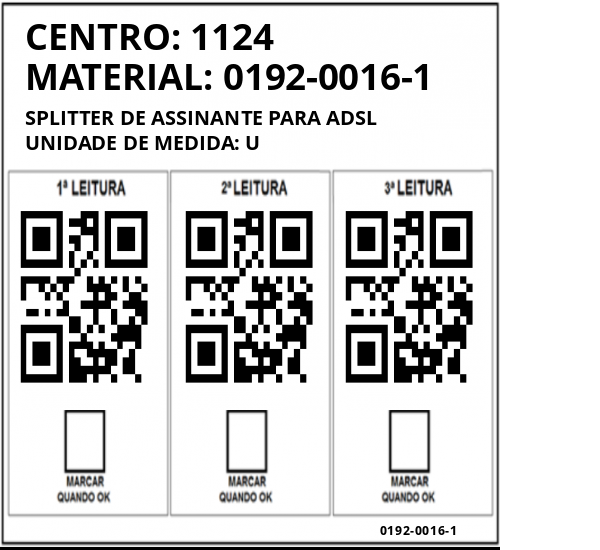 CENTRO: 1124
MATERIAL: 0192-0016-1
SPLITTER DE ASSINANTE PARA ADSL
UNIDADE DE MEDIDA: U
1ª LEITURA
2ª LEITURA
3ª LEITURA
MARCAR
QUANDO OK
MARCAR
QUANDO OK
MARCAR
QUANDO OK
0192-0016-1